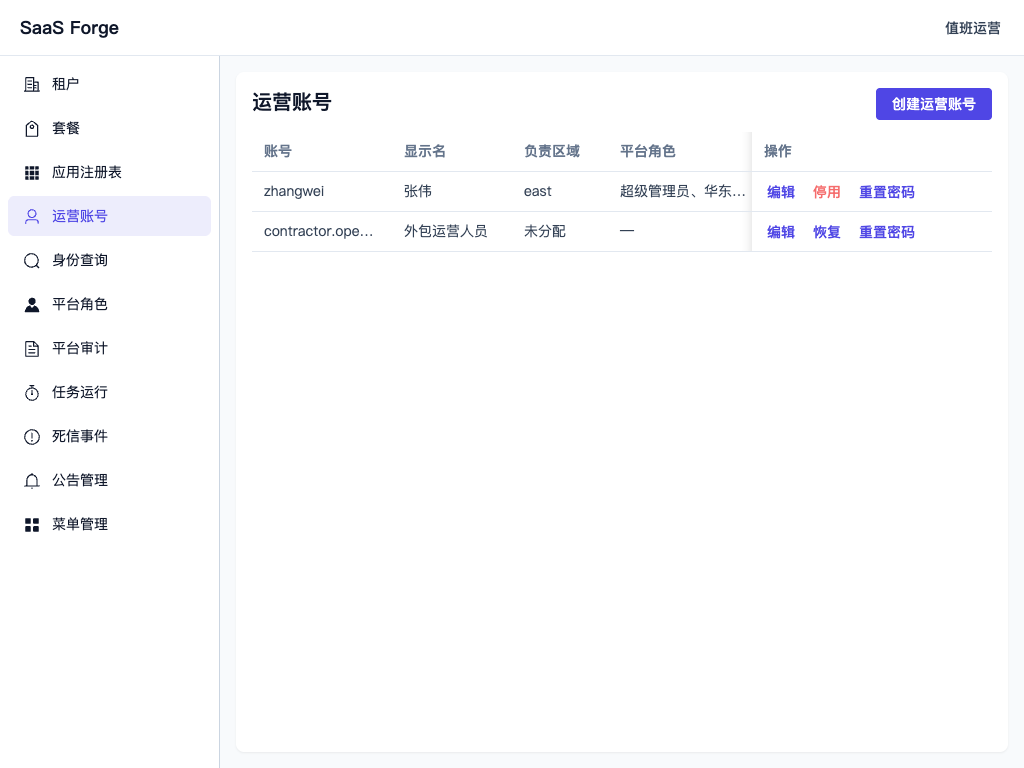 SaaS Forge
值班运营
租户
套餐
应用注册表
运营账号
身份查询
平台角色
平台审计
任务运行
死信事件
公告管理
菜单管理
运营账号
创建运营账号
账号 显示名 负责区域 平台角色 操作
zhangwei 张伟 east 超级管理员、华东... 编辑 停用 重置密码
contractor.ope... 外包运营人员 未分配 — 编辑 恢复 重置密码